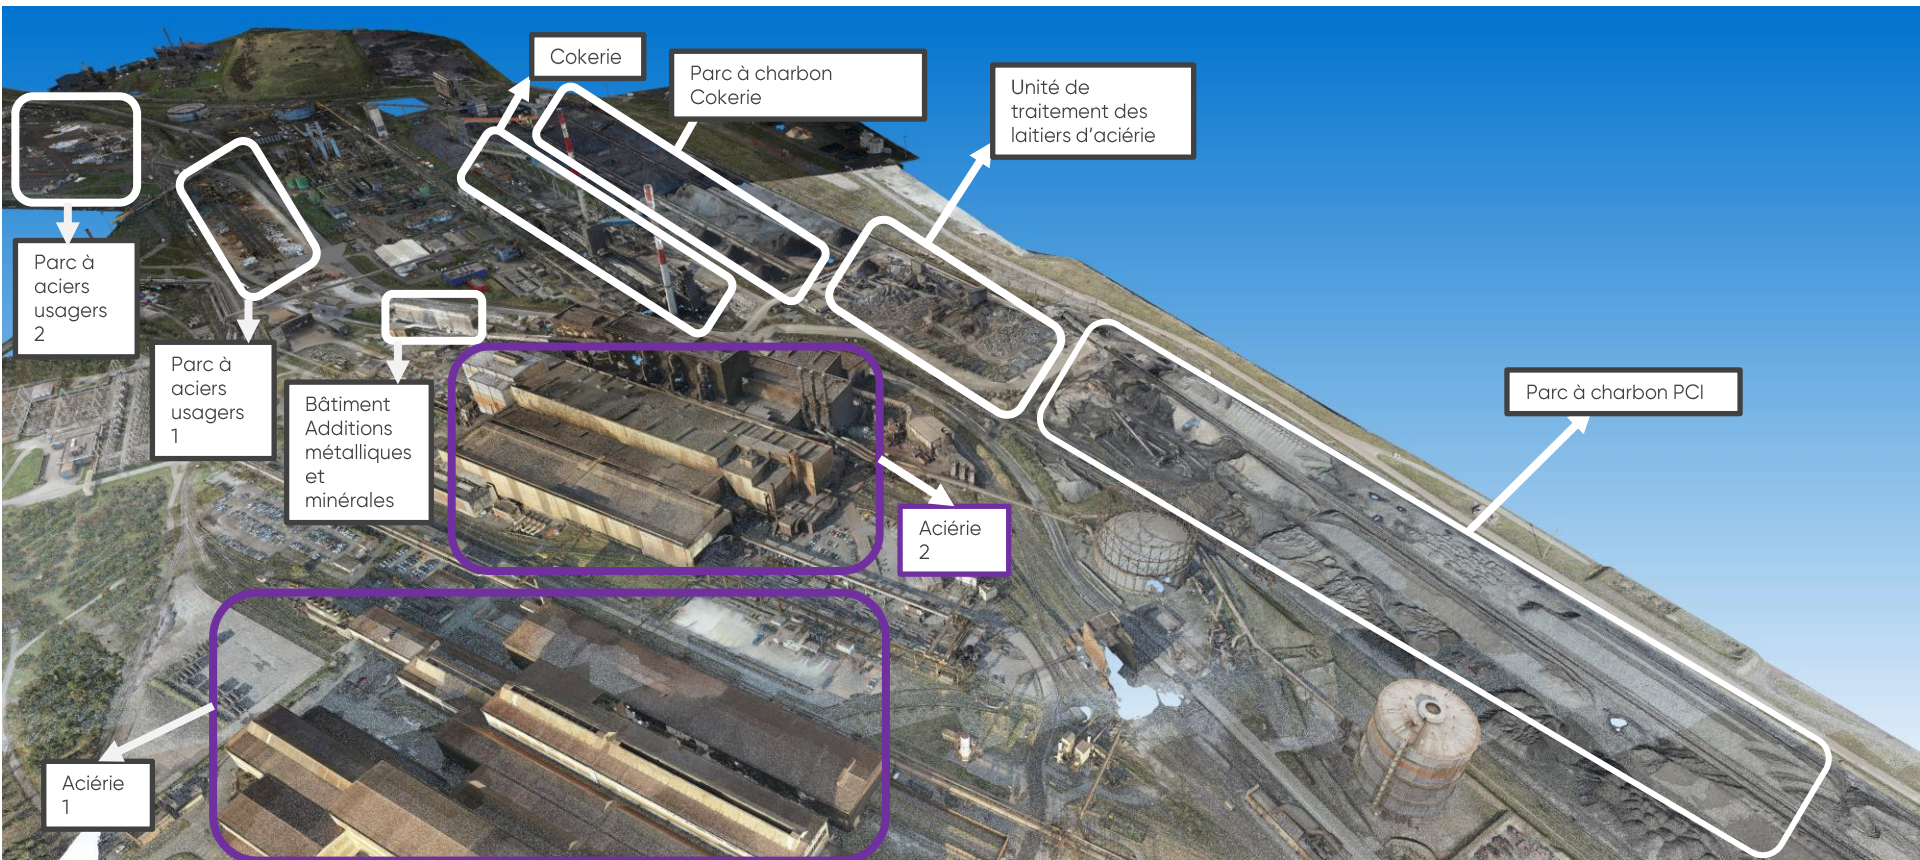 Cokerie
Parc à charbon
Cokerie
Unité de
traitement des
laitiers d'aciérie
Parc à
aciers
usagers
2
Parc à
aciers
usagers
1
Bâtiment
Additions
métalliques
et
minérales
Parc à charbon PCI
Aciérie
2
Aciérie
1